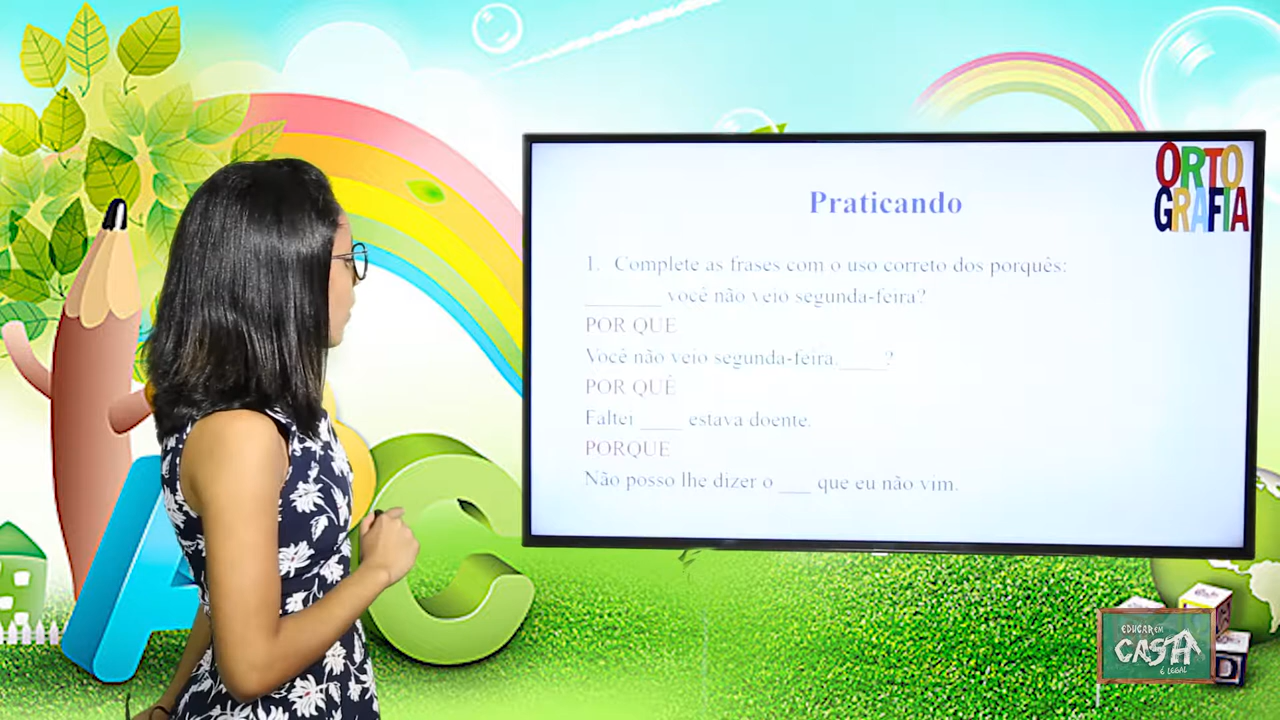 ORTO
GRAFIA
Praticando
1. Complete as frases com o uso correto dos porquês:
______ você não veio segunda-feira?
POR QUE
Você não veio segunda-feira.____?
POR QUÊ
Faltei ____ estava doente.
PORQUE
Não posso lhe dizer o ___ que eu não vim.
EDUCAR EM
CASA
É LEGAL